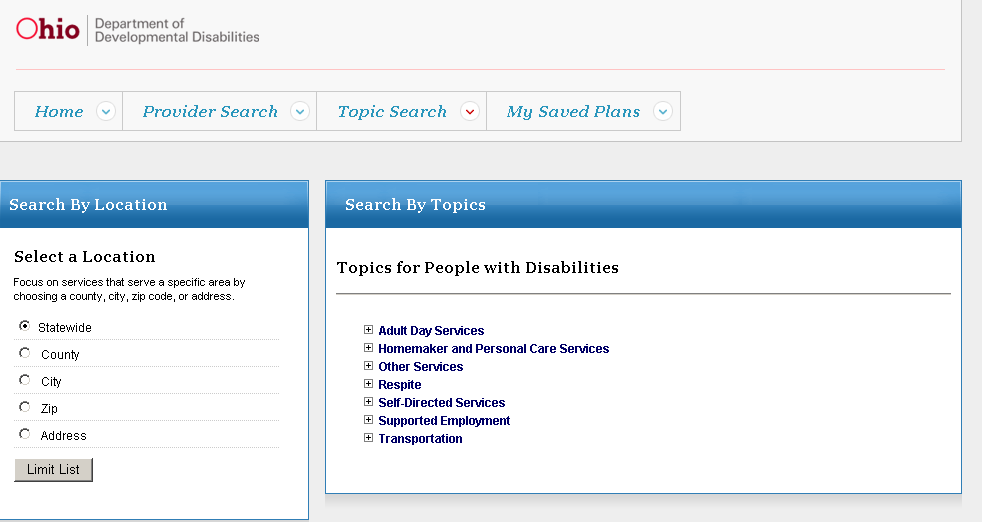 Ohio Department of
Developmental Disabilities
Home Provider Search Topic Search My Saved Plans
Search By Location
Select a Location
Focus on services that serve a specific area by
choosing a county, city, zip code, or address.
Statewide
County
City
Zip
Address
Limit List
Search By Topics
Topics for People with Disabilities
Adult Day Services
Homemaker and Personal Care Services
Other Services
Respite
Self-Directed Services
Supported Employment
Transportation